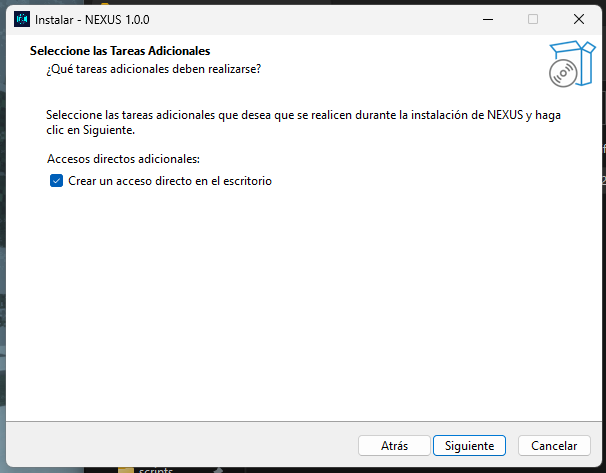 Instalar - NEXUS 1.0.0
Seleccione las Tareas Adicionales
¿Qué tareas adicionales deben realizarse?
Seleccione las tareas adicionales que desea que se realicen durante la instalación de NEXUS y haga
clic en Siguiente.
Accesos directos adicionales:
Crear un acceso directo en el escritorio
Atrás
Siguiente
Cancelar
scripts